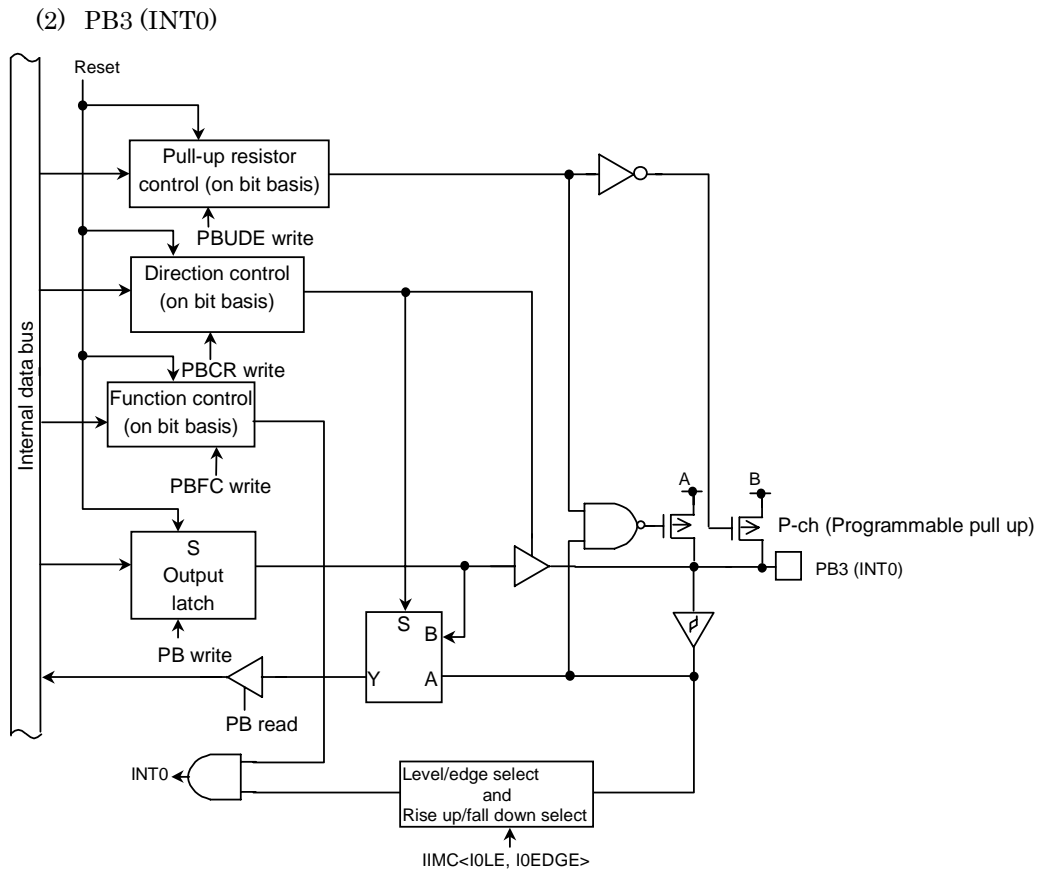 (2) PB3 (INT0)
Reset
Pull-up resistor
control (on bit basis)
PBUDE write
Direction control
(on bit basis)
PBCR write
Function control
(on bit basis)
PBFC write
Internal data bus
A
B
P-ch (Programmable pull up)
S
Output
latch
PB3 (INT0)
PB write
S
B
Y
A
PB read
INT0
Level/edge select
and
Rise up/fall down select
IIMC<I0LE, I0EDGE>